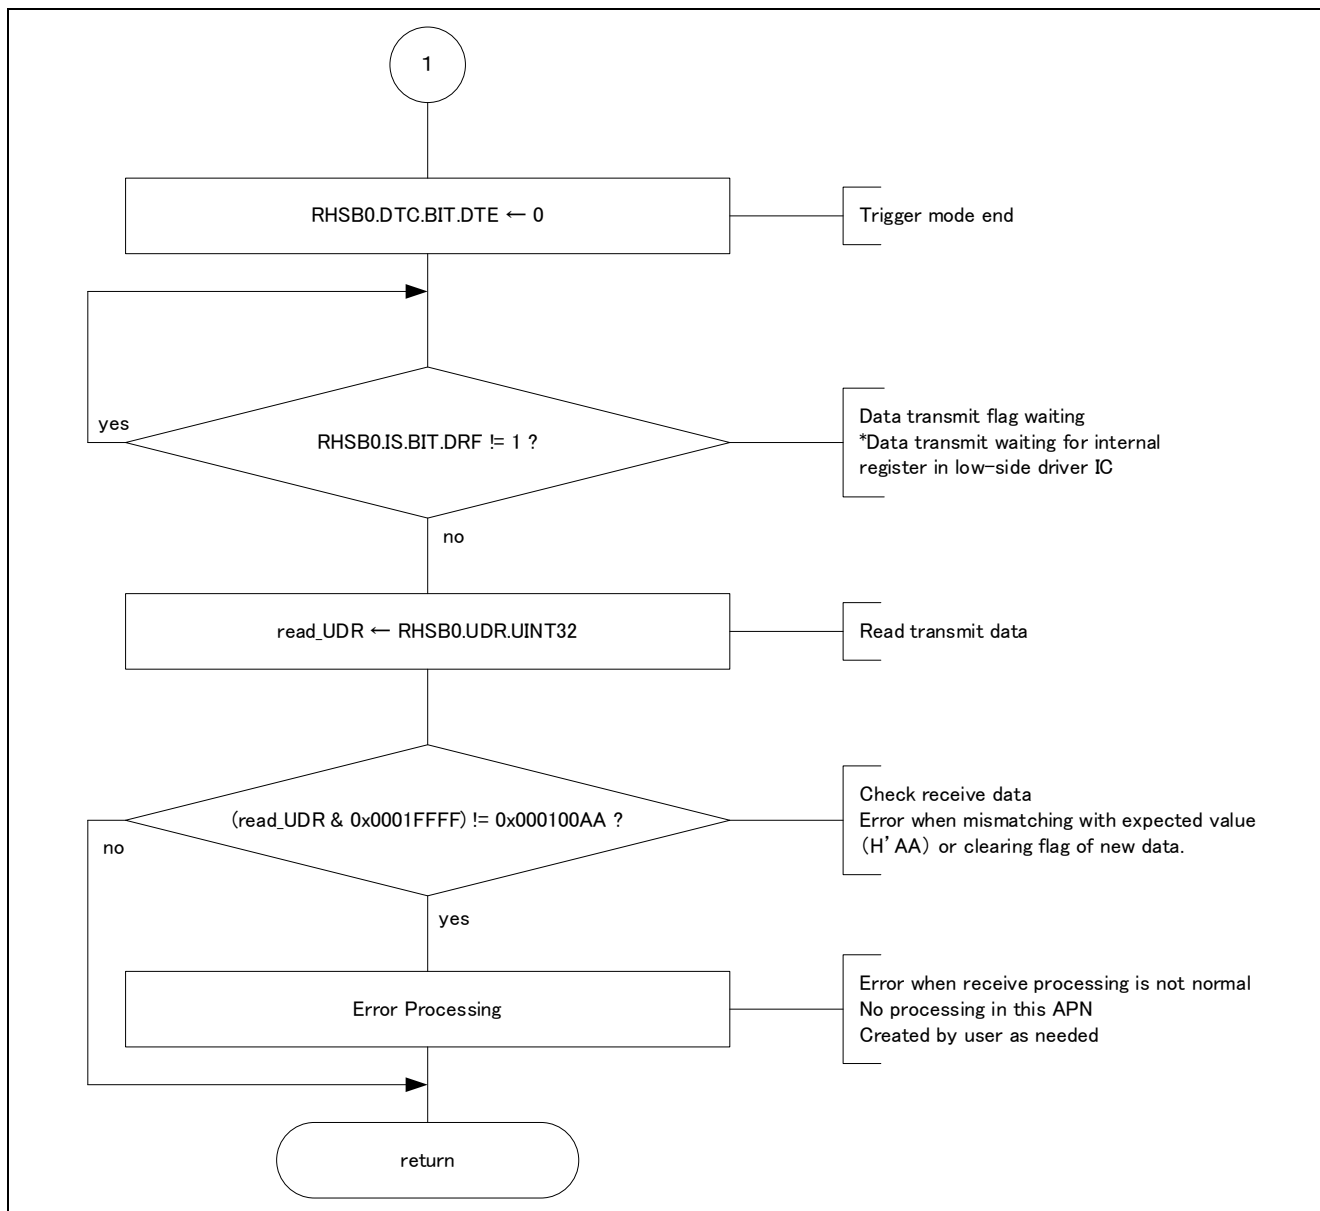 1
RHSB0.DTC.BIT.DTE ← 0
Trigger mode end
yes
RHSB0.IS.BIT.DRF != 1 ?
Data transmit flag waiting
*Data transmit waiting for internal
register in low-side driver IC
no
read_UDR ← RHSB0.UDR.UINT32
Read transmit data
(read_UDR & 0x0001FFFF) != 0x000100AA ?
no
Check receive data
Error when mismatching with expected value
(H’AA) or clearing flag of new data.
yes
Error Processing
Error when receive processing is not normal
No processing in this APN
Created by user as needed
return